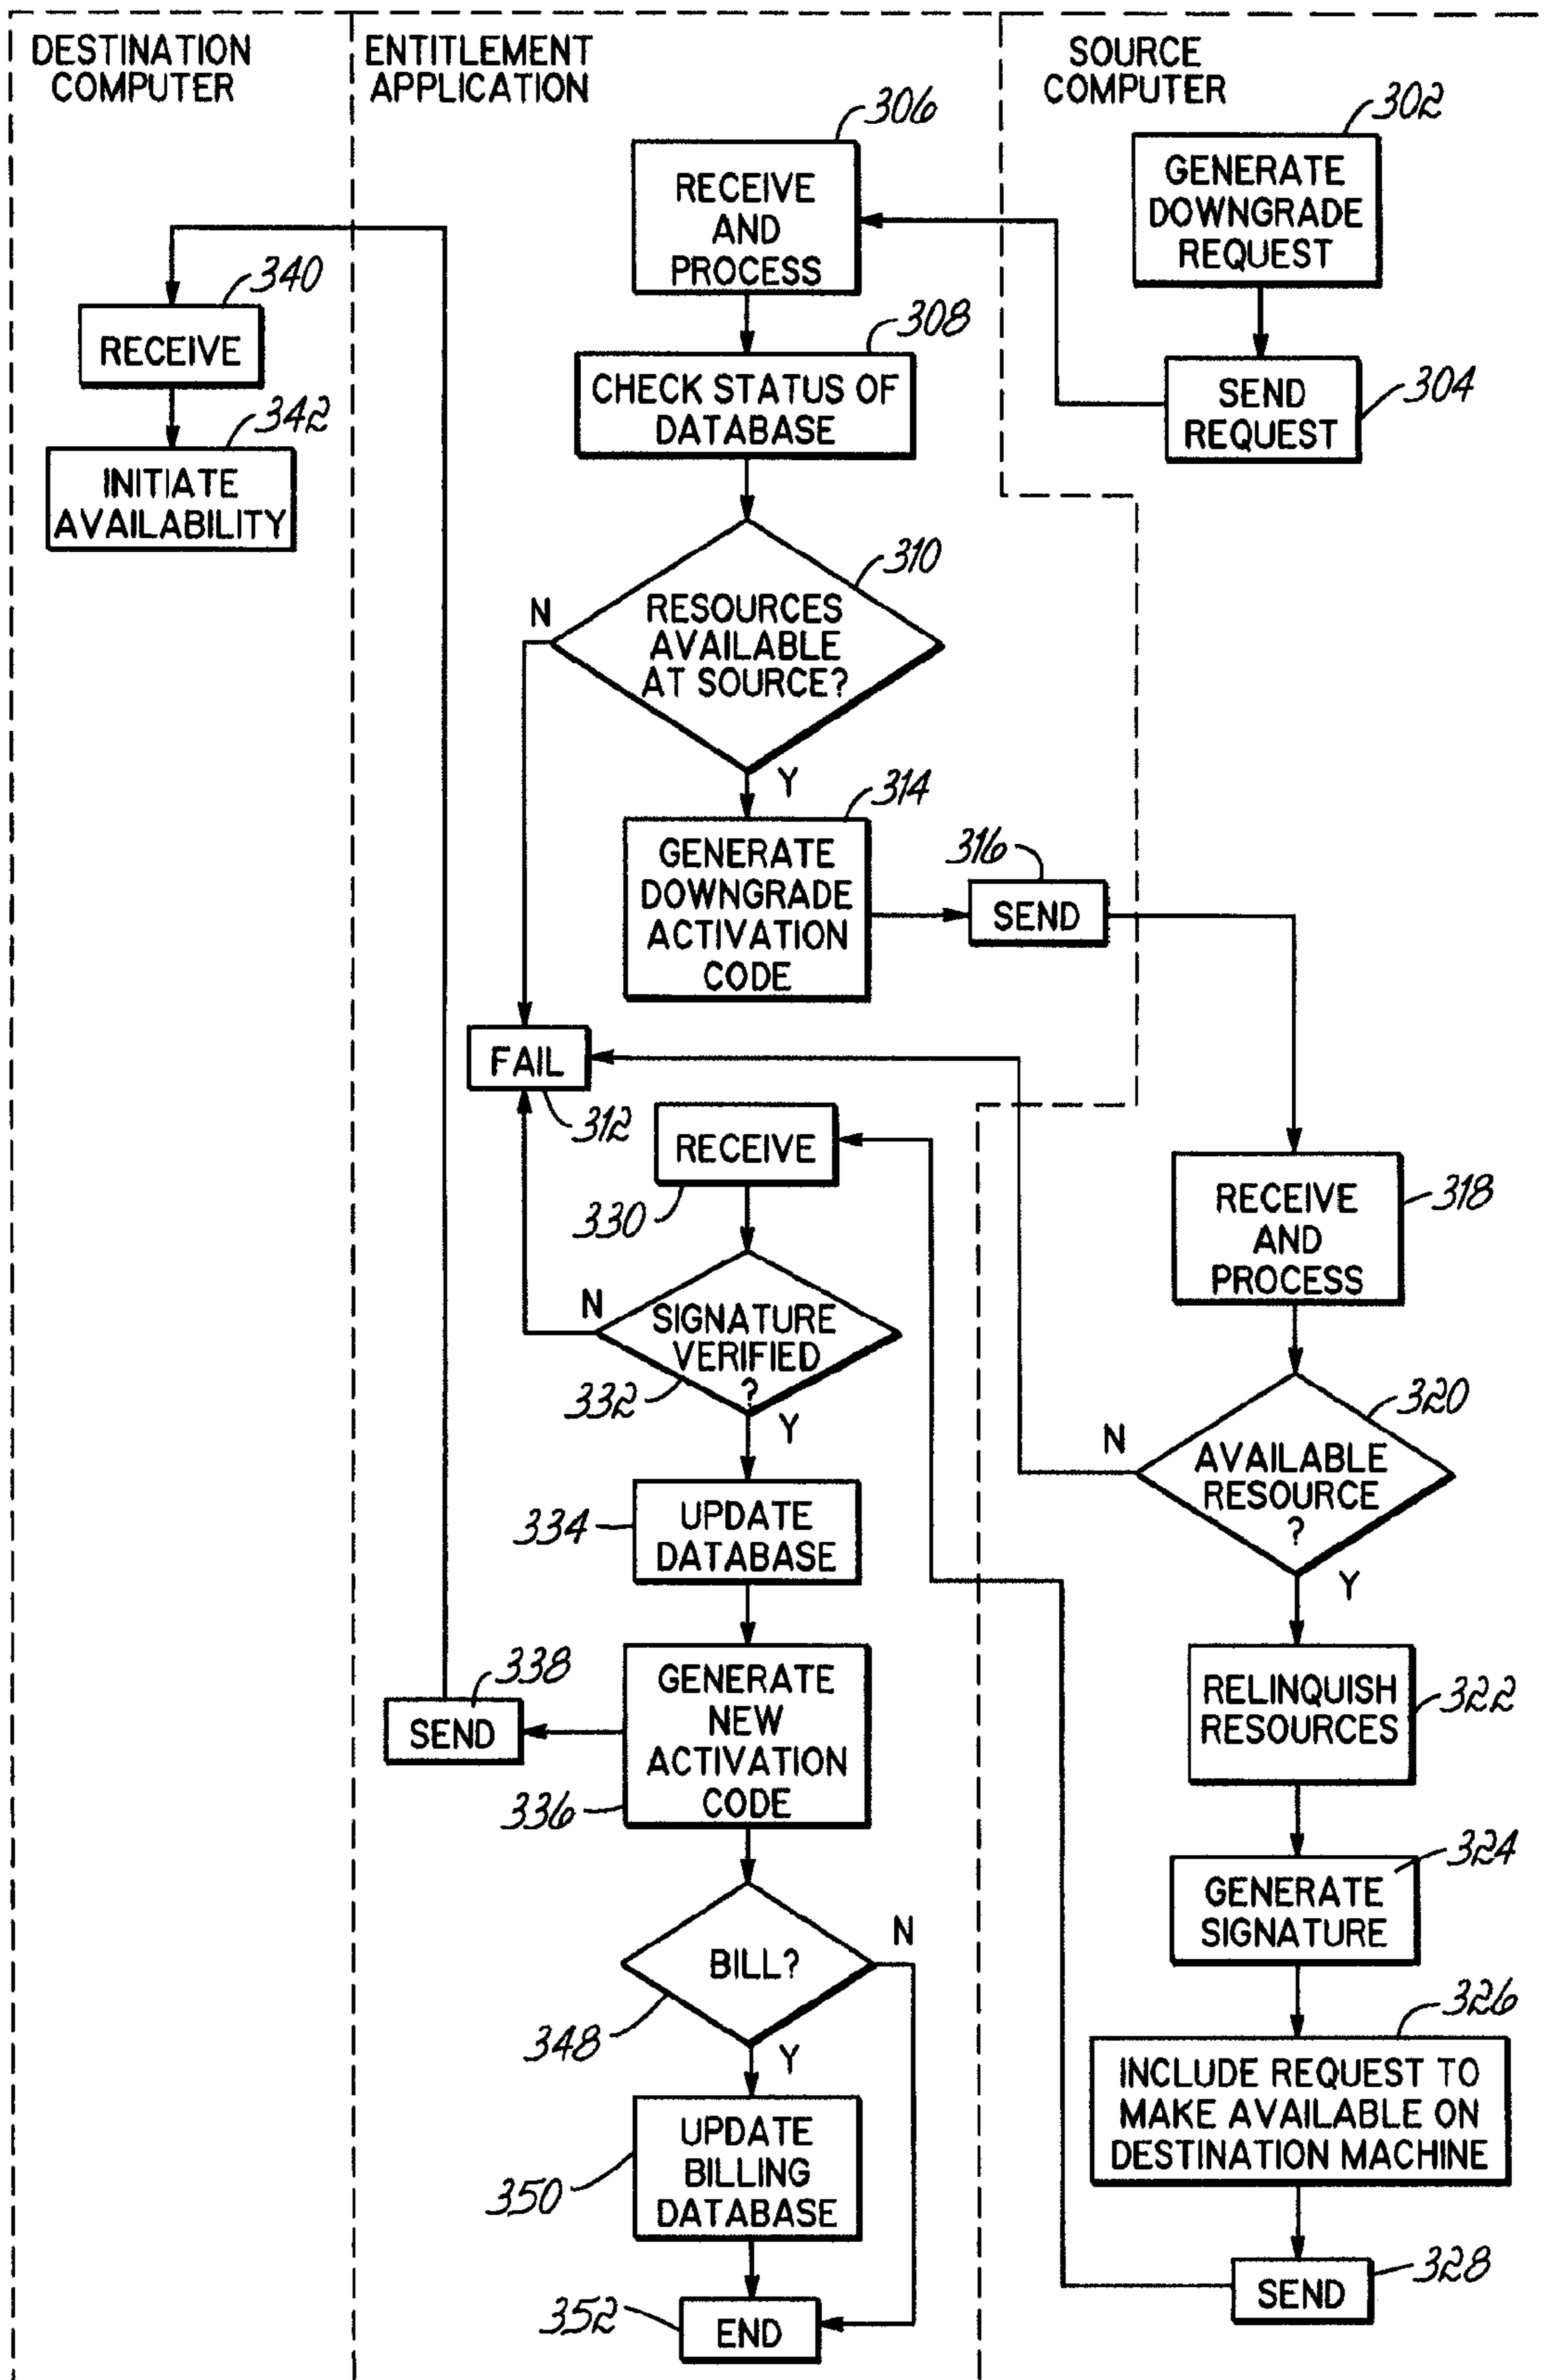 DESTINATION
COMPUTER
ENTITLEMENT
APPLICATION
SOURCE
COMPUTER
302
GENERATE
DOWNGRADE
REQUEST
304
SEND
REQUEST
306
RECEIVE
AND
PROCESS
308
CHECK STATUS OF
DATABASE
310
RESOURCES
AVAILABLE
AT SOURCE?
N
Y
314
GENERATE
DOWNGRADE
ACTIVATION
CODE
316
SEND
FAIL
312
318
RECEIVE
AND
PROCESS
320
AVAILABLE
RESOURCE
?
N
Y
322
RELINQUISH
RESOURCES
324
GENERATE
SIGNATURE
326
INCLUDE REQUEST TO
MAKE AVAILABLE ON
DESTINATION MACHINE
328
SEND
RECEIVE
330
SIGNATURE
VERIFIED
?
332
N
Y
334
UPDATE
DATABASE
336
GENERATE
NEW
ACTIVATION
CODE
338
SEND
340
RECEIVE
342
INITIATE
AVAILABILITY
BILL?
348
N
Y
350
UPDATE
BILLING
DATABASE
352
END